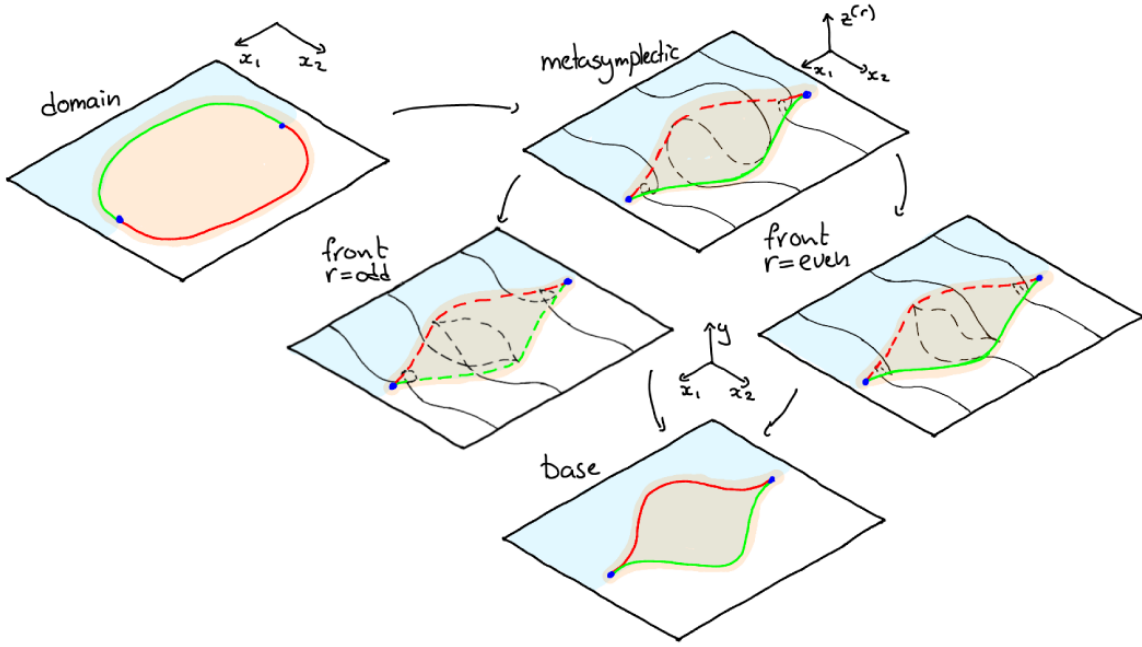 x₁
x₂
domain
metasymplectic
z⁽ʳ⁾
x₁
x₂
front
r=odd
front
r=even
y
x₁
x₂
base